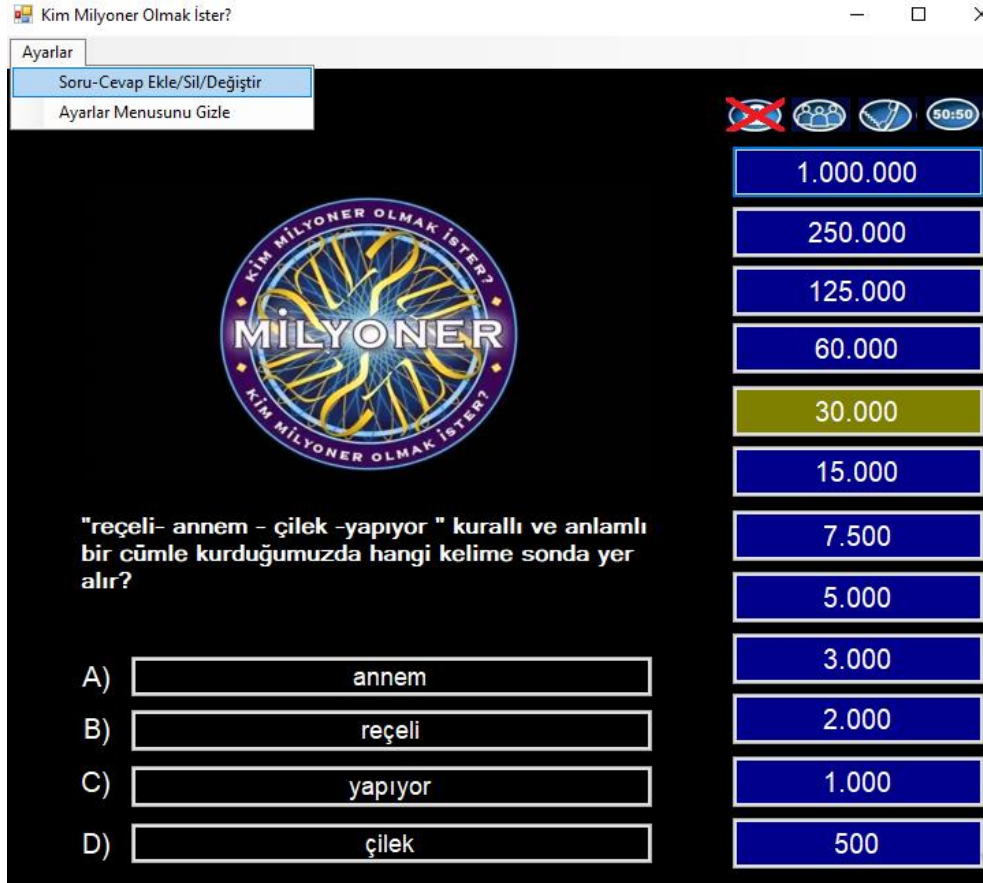 Kim Milyoner Olmak İster?
Ayarlar
Soru-Cevap Ekle/Sil/Değiştir
Ayarlar Menusunu Gizle
50:50
1.000.000
250.000
125.000
60.000
30.000
15.000
7.500
5.000
3.000
2.000
1.000
500
KİM MİLYONER OLMAK İSTER?
MİLYONER
KİM MİLYONER OLMAK İSTER?
"reçeli- annem - çilek -yapıyor " kurallı ve anlamlı
bir cümle kurduğumuzda hangi kelime sonda yer
alır?
A) annem
B) reçeli
C) yapıyor
D) çilek